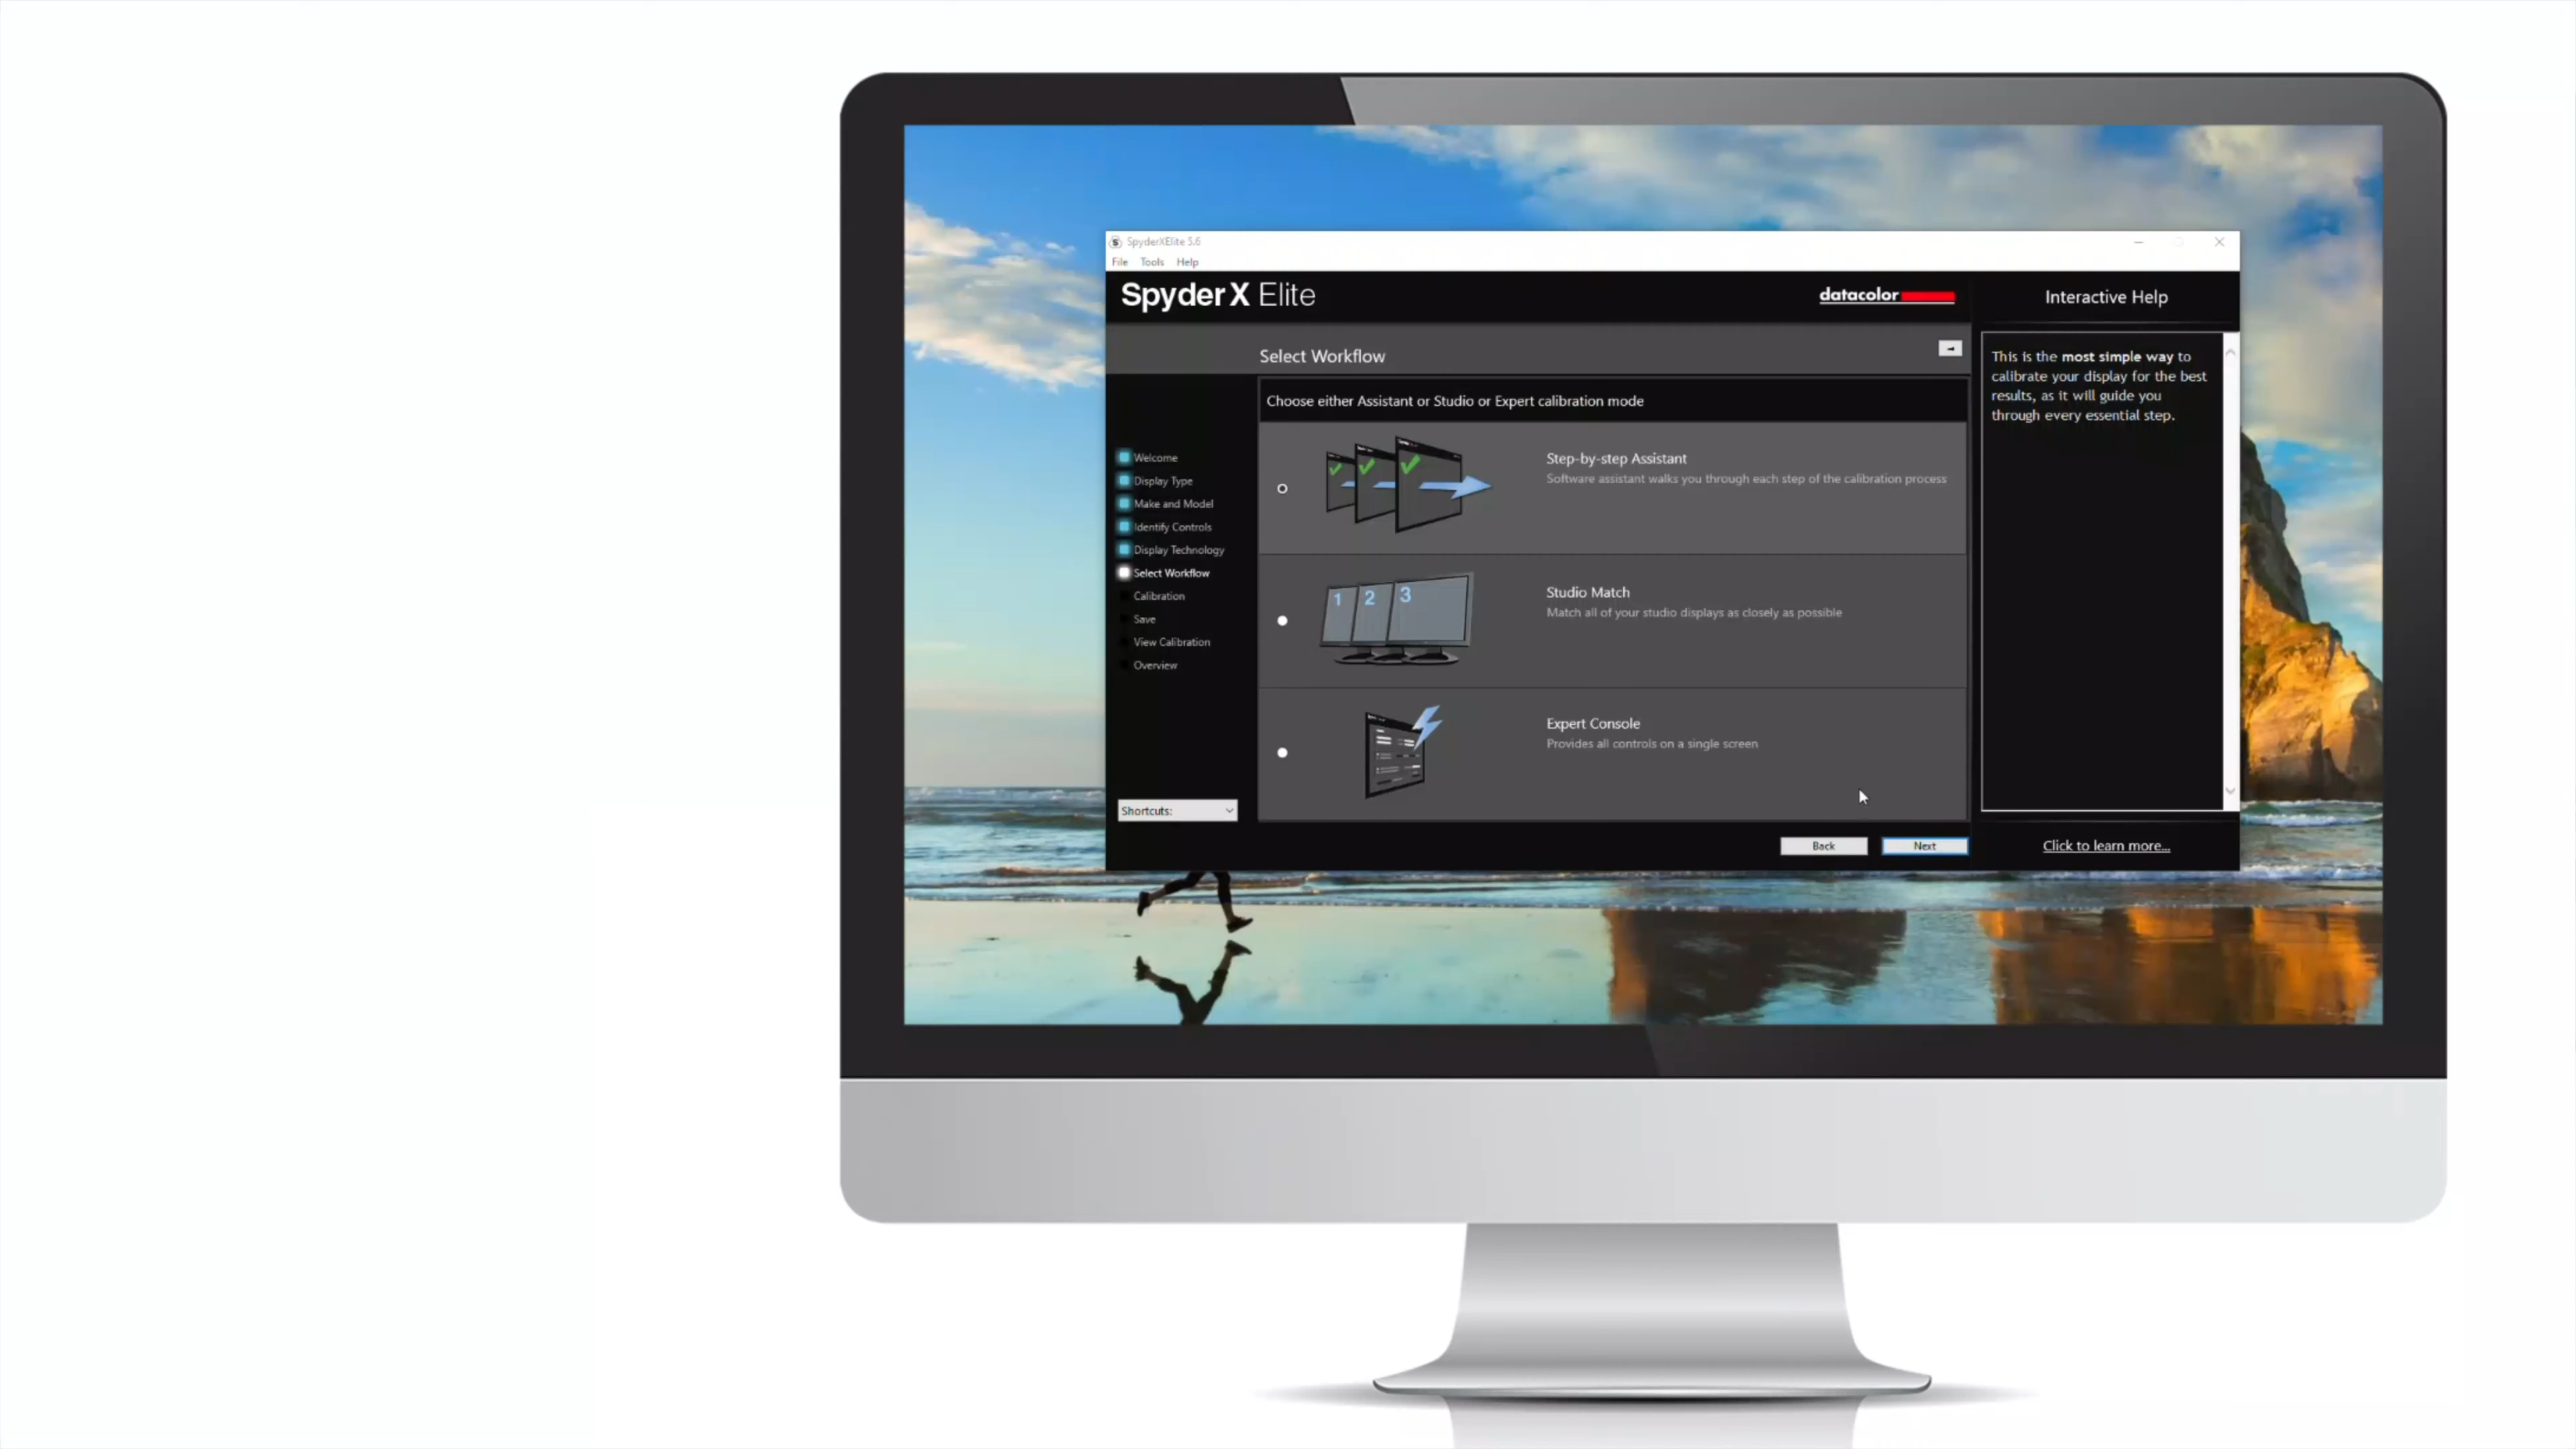 SpyderXElite 5.6
File Tools Help
SpyderX Elite
datacolor
Interactive Help
Select Workflow
Choose either Assistant or Studio or Expert calibration mode
Welcome
Display Type
Make and Model
Identify Controls
Display Technology
Select Workflow
Calibration
Save
View Calibration
Overview
Shortcuts:
Step-by-step Assistant
Software assistant walks you through each step of the calibration process
1 2 3
Studio Match
Match all of your studio displays as closely as possible
Expert Console
Provides all controls on a single screen
Back
Next
This is the most simple way to
calibrate your display for the best
results, as it will guide you
through every essential step.
Click to learn more...